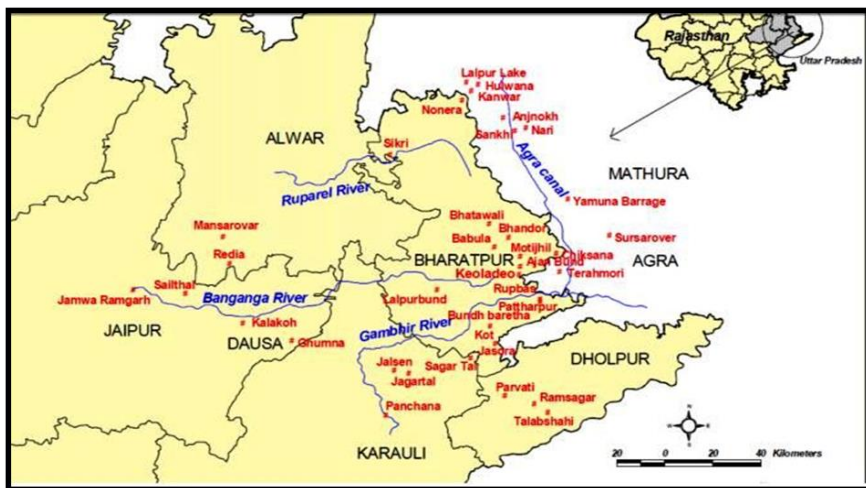 Rajasthan
Uttar Pradesh
Lalpur Lake
Hulwana
Kanwar
Nonera
Anjnokh
Sankhi
Nari
ALWAR
Sikri
Agra canal
MATHURA
Ruparel River
Yamuna Barrage
Mansarovar
Bhatawali
Bhandor
Sursarover
Babula
Motijhil
Redia
BHARATPUR
Chiksana
Ajan Bund
AGRA
Keoladeo
Terahmori
Sailthal
Jamwa Ramgarh
Banganga River
Lalpurbund
Rupbas
Pattharpur
Bundh baretha
JAIPUR
Kalakoh
Gambhir River
Kot
DAUSA
Ghumna
Jasora
DHOLPUR
Jalsen
Sagar Tal
Jagartal
Parvati
Ramsagar
Panchana
Talabshahi
KARAULI
N
20 0 20 40 Kilometers